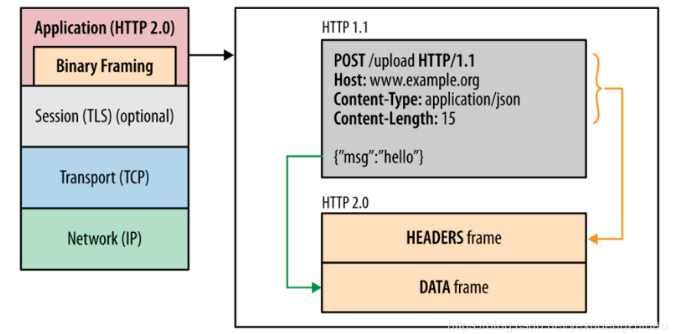 Application (HTTP 2.0)
Binary Framing
Session (TLS) (optional)
Transport (TCP)
Network (IP)
HTTP 1.1
POST /upload HTTP/1.1
Host: www.example.org
Content-Type: application/json
Content-Length: 15
{"msg":"hello"}
HTTP 2.0
HEADERS frame
DATA frame